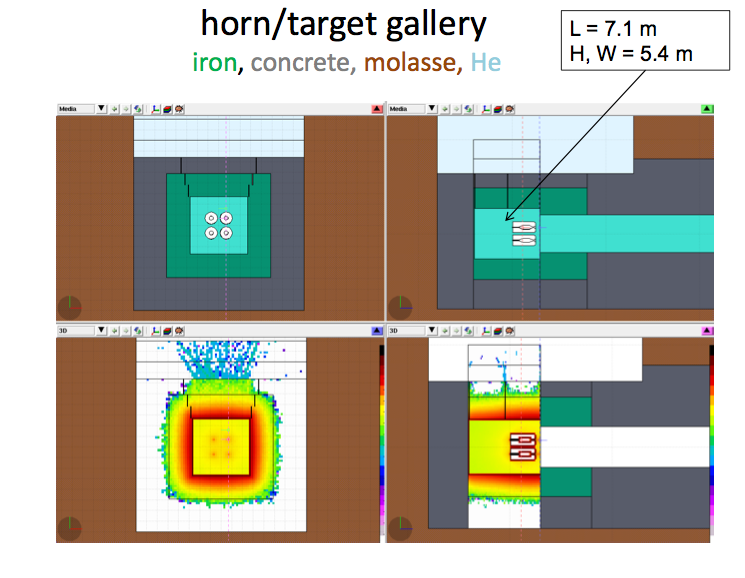 horn/target gallery
iron, concrete, molasse, He
L = 7.1 m
H, W = 5.4 m
Media
Media
3D
3D